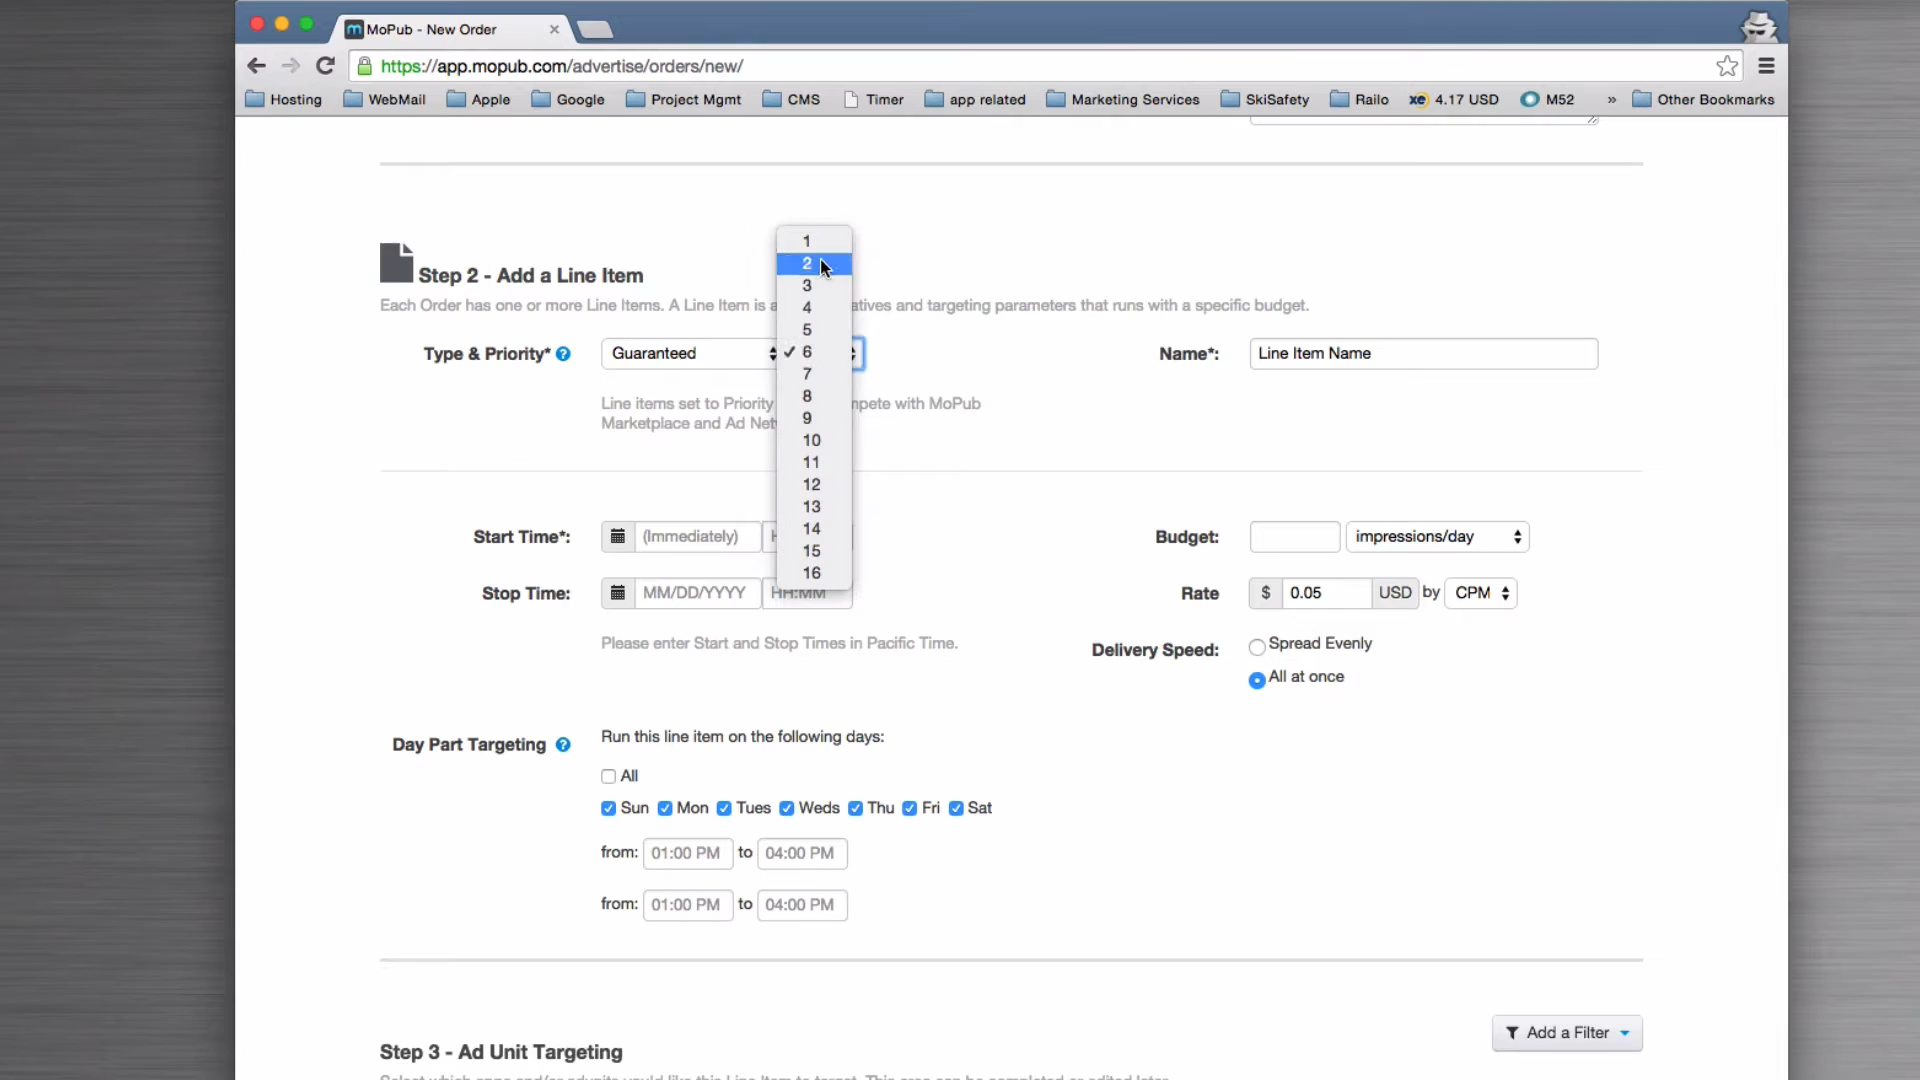 MoPub - New Order
https://app.mopub.com/advertise/orders/new/
Hosting WebMail Apple Google Project Mgmt CMS Timer app related Marketing Services SkiSafety Railo xe 4.17 USD M52 » Other Bookmarks
Step 2 - Add a Line Item
Each Order has one or more Line Items. A Line Item is a atives and targeting parameters that runs with a specific budget.
Type & Priority* ? Guaranteed
1
2
3
4
5
✓ 6
7
8
9
10
11
12
13
14
15
16
Name*: Line Item Name
Line items set to Priority mpete with MoPub
Marketplace and Ad Net
Start Time*: (Immediately) H
Stop Time: MM/DD/YYYY HH:MM
Please enter Start and Stop Times in Pacific Time.
Budget: impressions/day
Rate $ 0.05 USD by CPM
Delivery Speed: Spread Evenly
All at once
Day Part Targeting ? Run this line item on the following days:
All
Sun Mon Tues Weds Thu Fri Sat
from: 01:00 PM to 04:00 PM
from: 01:00 PM to 04:00 PM
Add a Filter
Step 3 - Ad Unit Targeting